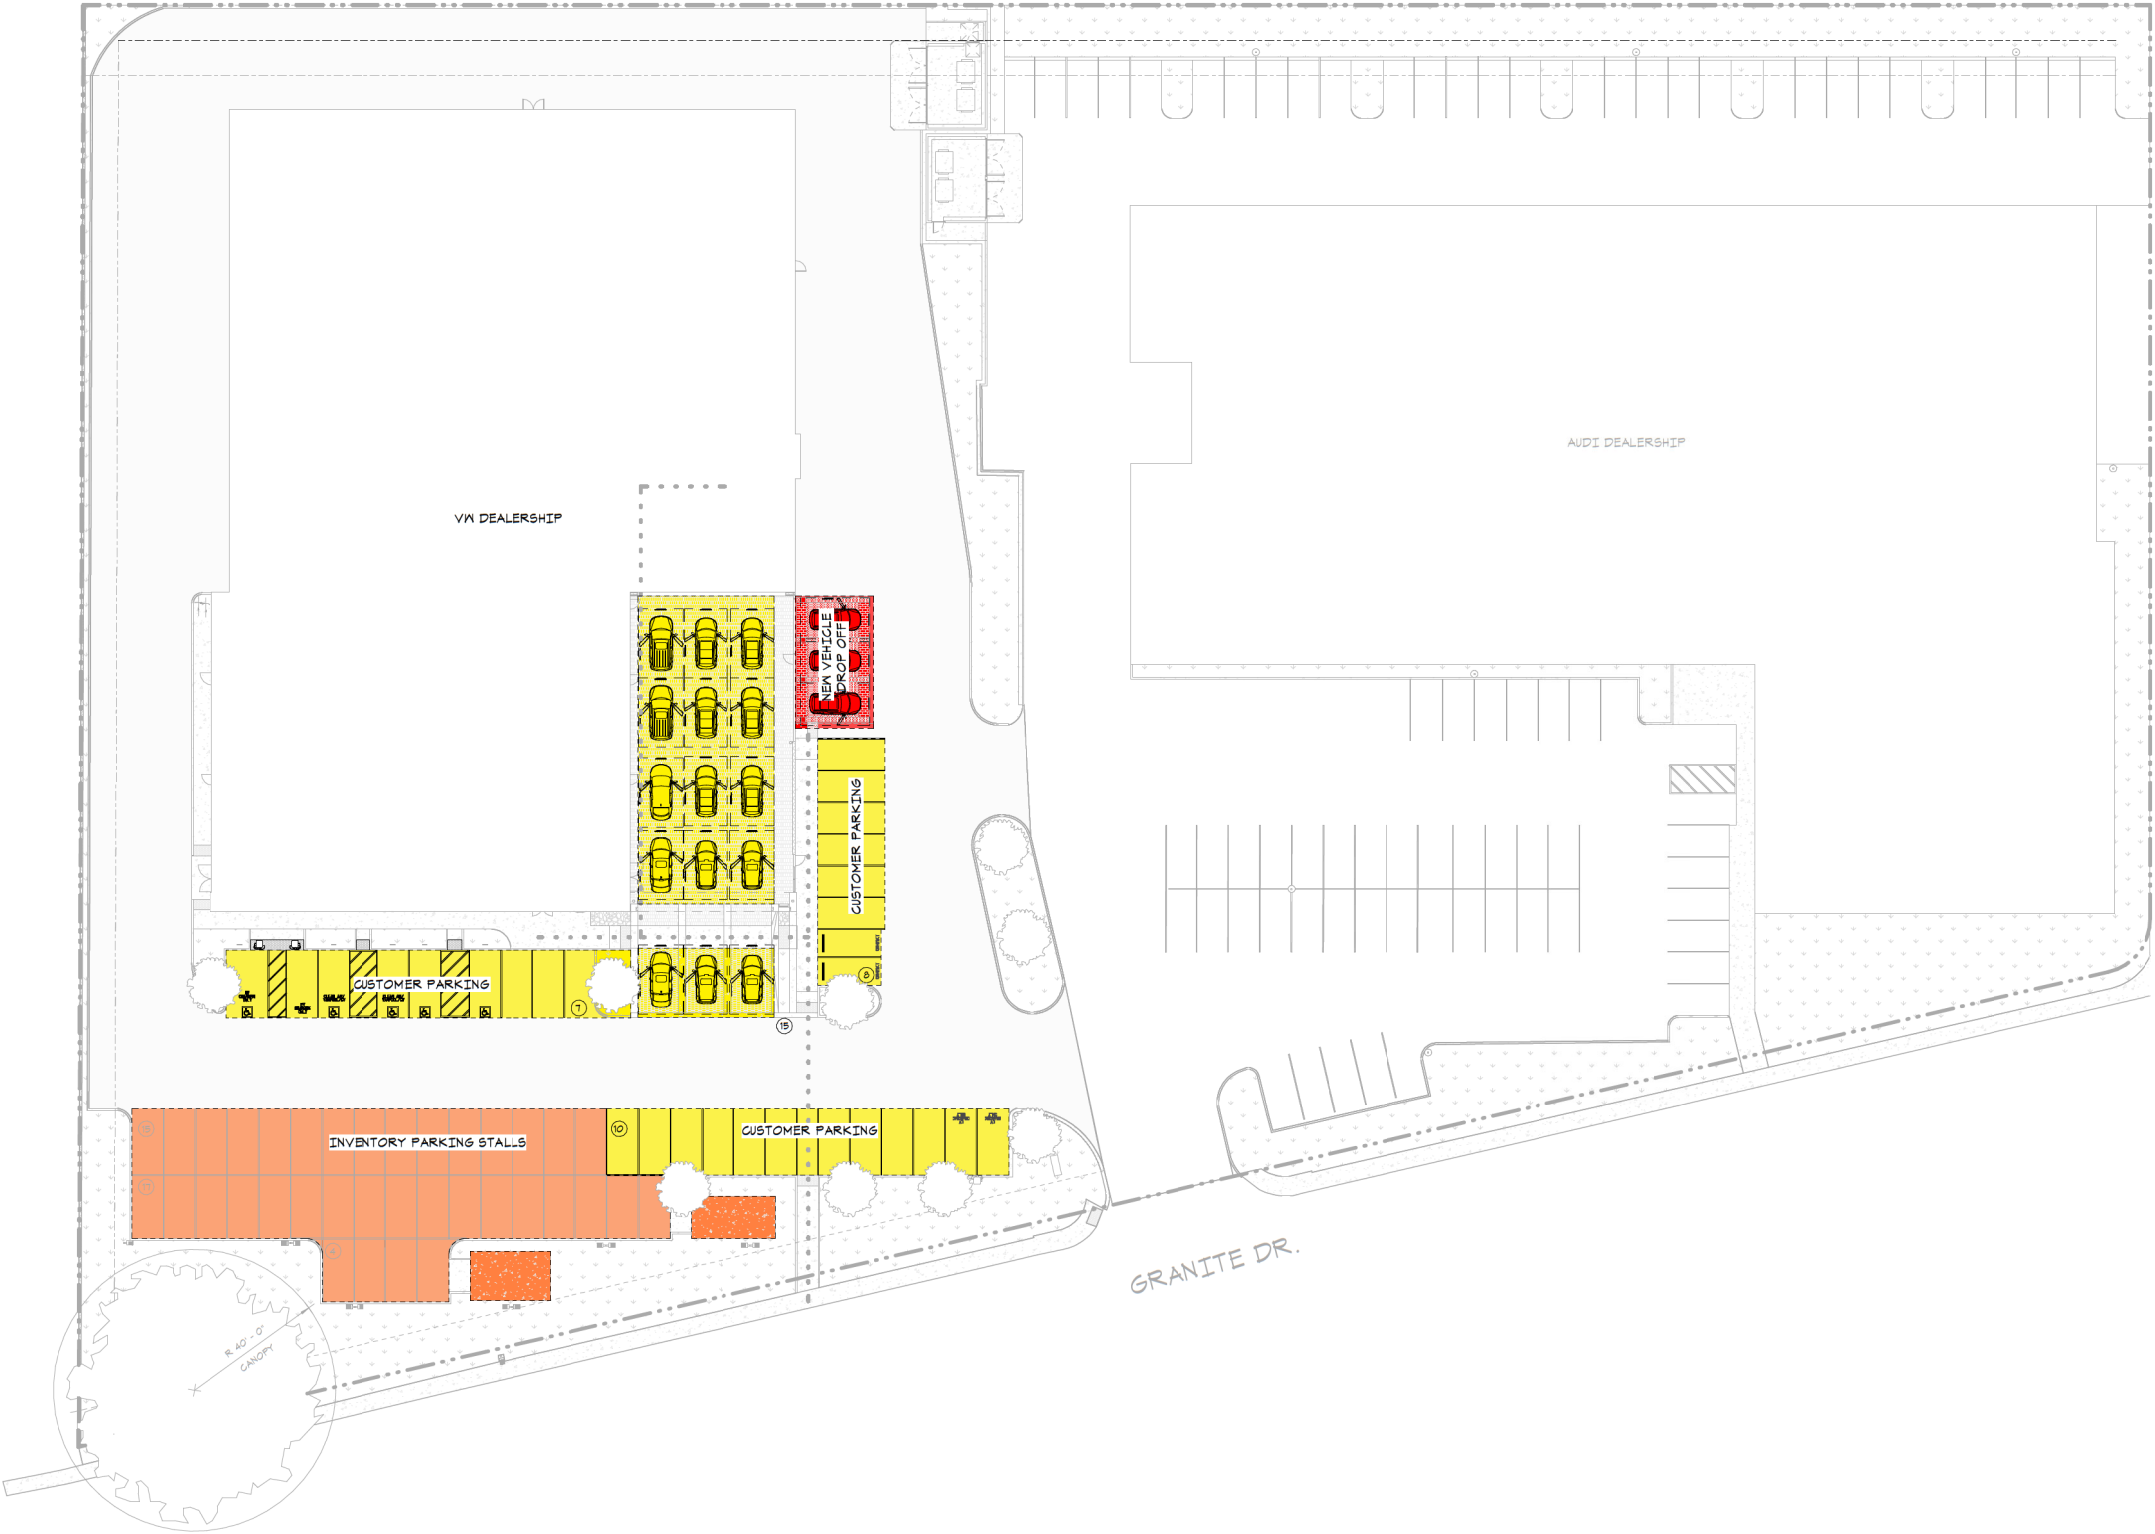 AUDI DEALERSHIP
VW DEALERSHIP
NEW VEHICLE
DROP OFF
CUSTOMER PARKING
8
CUSTOMER PARKING
7
15
10
CUSTOMER PARKING
INVENTORY PARKING STALLS
GRANITE DR.
R 40' - 0"
CANOPY